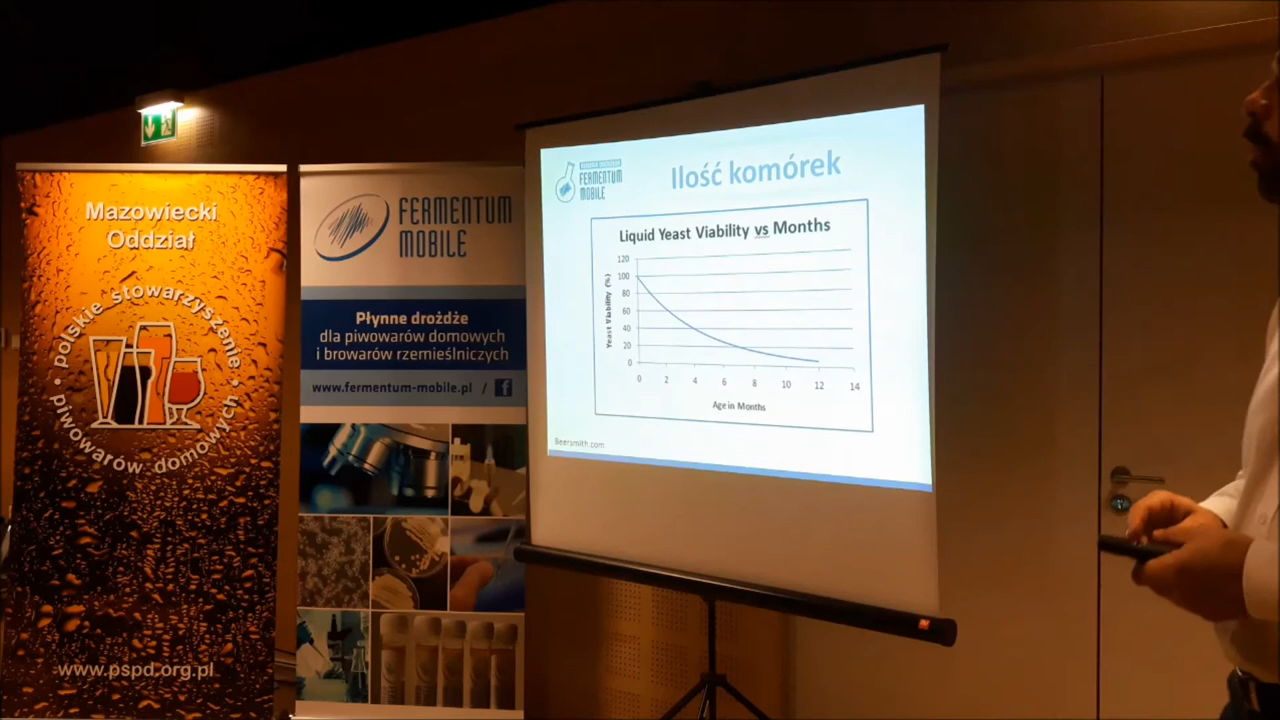 Mazowiecki
Oddział
polskie stowarzyszenie
piwowarów domowych
www.pspd.org.pl
FERMENTUM
MOBILE
Płynne drożdże
dla piwowarów domowych
i browarów rzemieślniczych
www.fermentum-mobile.pl / f
FERMENTUM
MOBILE
Ilość komórek
Liquid Yeast Viability vs Months
Yeast Viability (%)
120
100
80
60
40
20
0
0 2 4 6 8 10 12 14
Age in Months
Beersmith.com